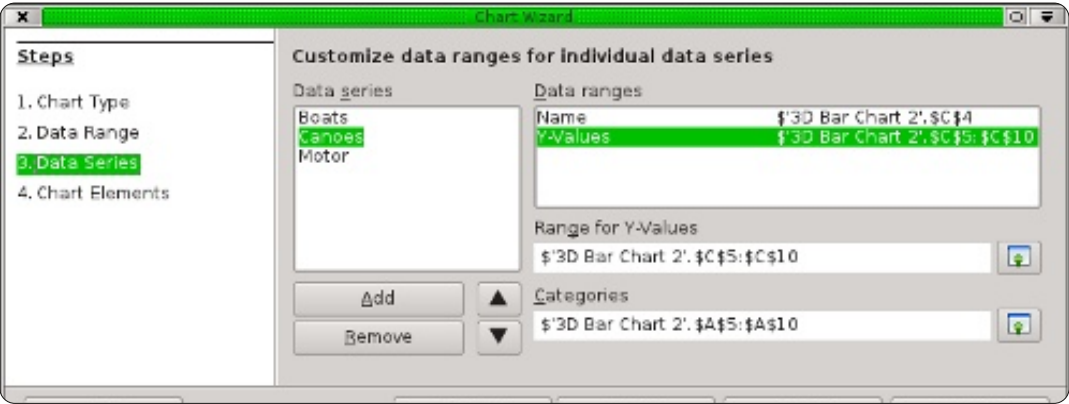 Chart Wizard
Steps
1. Chart Type
2. Data Range
3. Data Series
4. Chart Elements
Customize data ranges for individual data series
Data series
Boats
Canoes
Motor
Add
Remove
Data ranges
Name $'3D Bar Chart 2'.$C$4
Y-Values $'3D Bar Chart 2'.$C$5:$C$10
Range for Y-Values
$'3D Bar Chart 2'.$C$5:$C$10
Categories
$'3D Bar Chart 2'.$A$5:$A$10